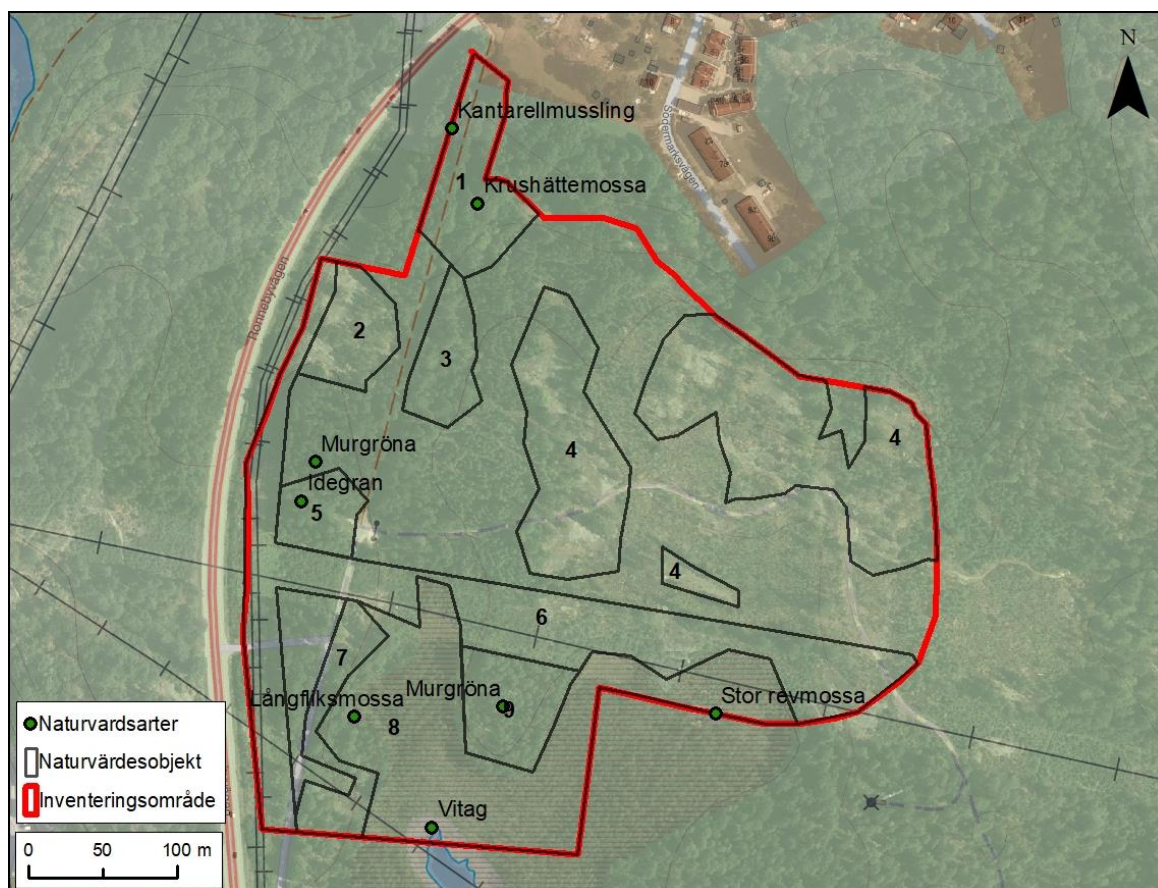 N
Kantarellmussling
Södermarksvägen
1
Krushättemossa
Ronnebyvägen
2
3
4
4
Murgröna
Idegran
5
4
6
7
Långfliksmossa
Murgröna
9
8
Stor revmossa
Vitag
Naturvardsarter
Naturvärdesobjekt
Inventeringsområde
0 50 100 m